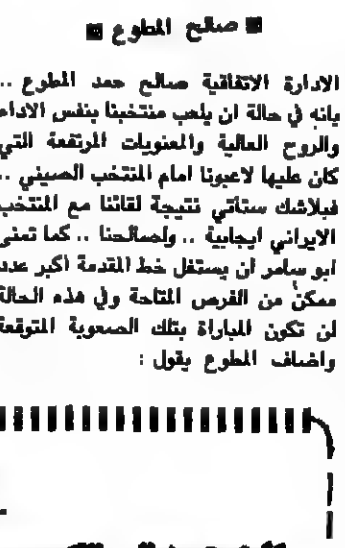 ■ صالح المطوع ■
الادارة الاتفاقية صالح حمد المطوع ..
بانه في حالة ان يلعب منتخبنا بنفس الاداء
والروح العالية والمعنويات المرتفعة التي
كان عليها لاعبونا امام المنتخب الصيني ..
فبلاشك ستأتي نتيجة لقائنا مع المنتخب
الايراني ايجابية .. ولصالحنا .. كما تمنى
ابو سامر ان يستغل خط المقدمة اكبر عدد
ممكن من الفرص المتاحة وفي هذه الحالة
لن تكون المباراة بتلك الصعوبة المتوقعة
واضاف المطوع يقول :